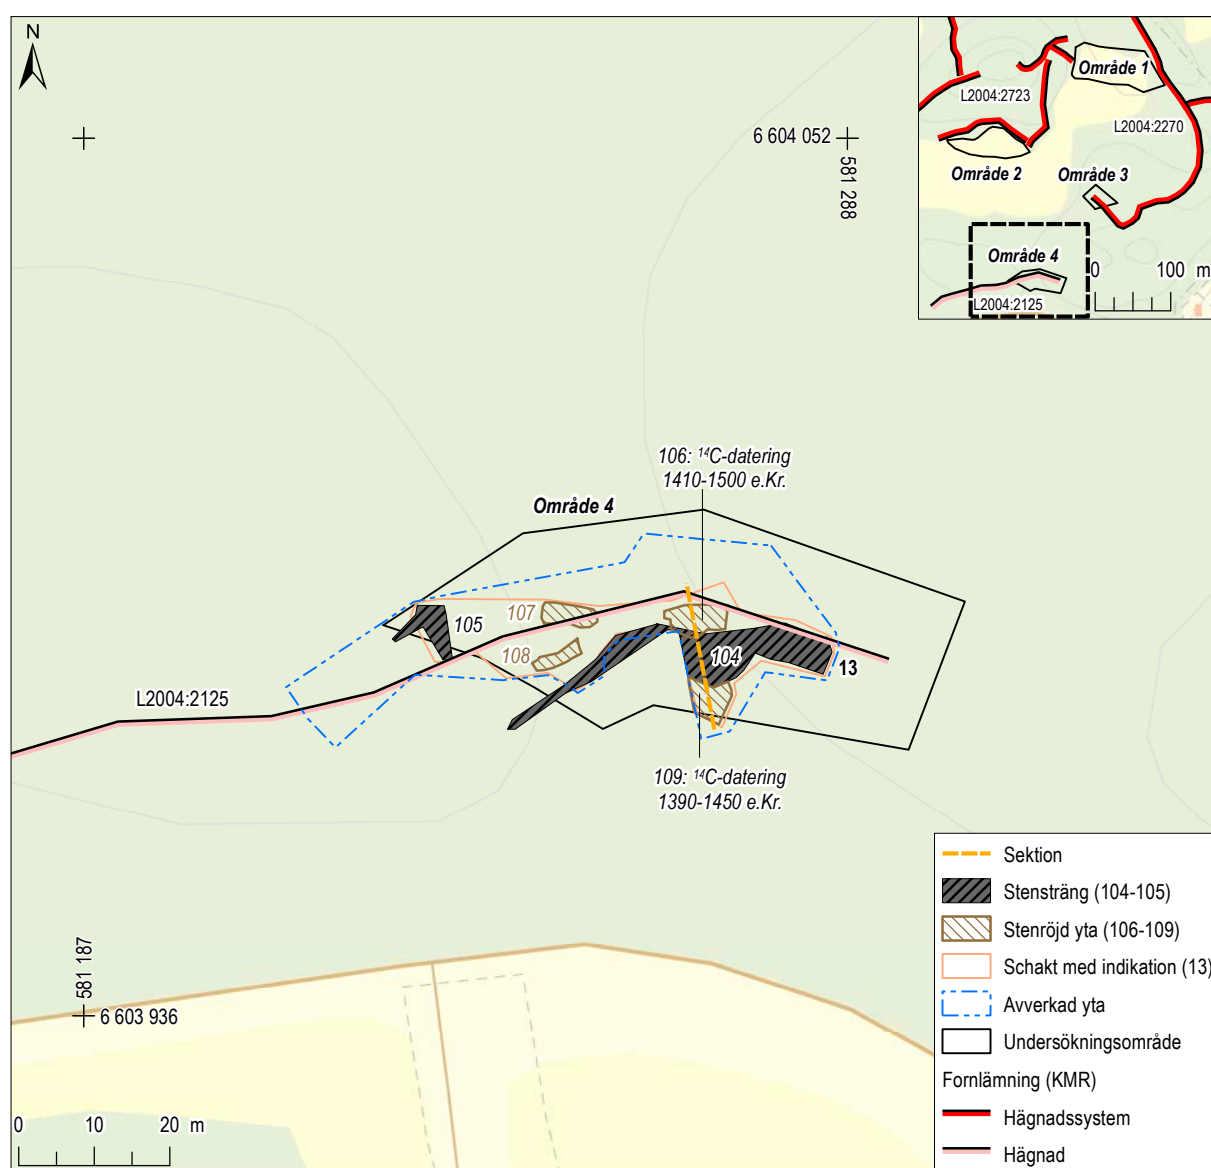 N
6 604 052
581 288
Område 1
L2004:2723
L2004:2270
Område 2
Område 3
Område 4
0 100 m
L2004:2125
106: ¹⁴C-datering
1410-1500 e.Kr.
Område 4
107
105
108
104
13
L2004:2125
109: ¹⁴C-datering
1390-1450 e.Kr.
581 187
6 603 936
0 10 20 m
Sektion
Stensträng (104-105)
Stenröjd yta (106-109)
Schakt med indikation (13)
Avverkad yta
Undersökningsområde
Fornlämning (KMR)
Hägnadssystem
Hägnad